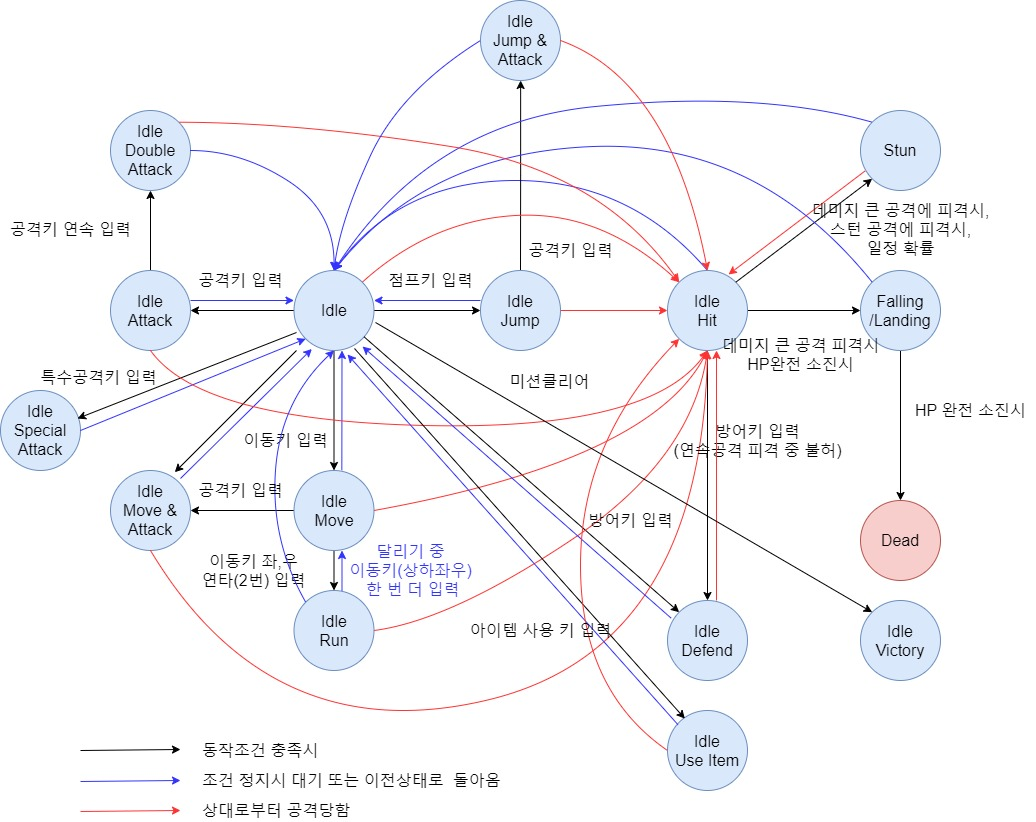 Idle
Jump &
Attack
Idle
Double
Attack
Stun
공격키 연속 입력
데미지 큰 공격에 피격시,
스턴 공격에 피격시,
일정 확률
공격키 입력
공격키 입력
점프키 입력
Idle
Attack
Idle
Idle
Jump
Idle
Hit
Falling
/Landing
데미지 큰 공격 피격시
HP완전 소진시
특수공격키 입력
미션클리어
Idle
Special
Attack
HP 완전 소진시
이동키 입력
방어키 입력
(연속공격 피격 중 불허)
공격키 입력
Idle
Move &
Attack
Idle
Move
방어키 입력
Dead
이동키 좌,우
연타(2번) 입력
달리기 중
이동키(상하좌우)
한 번 더 입력
Idle
Run
아이템 사용 키 입력
Idle
Defend
Idle
Victory
Idle
Use Item
동작조건 충족시
조건 정지시 대기 또는 이전상태로 돌아옴
상대로부터 공격당함